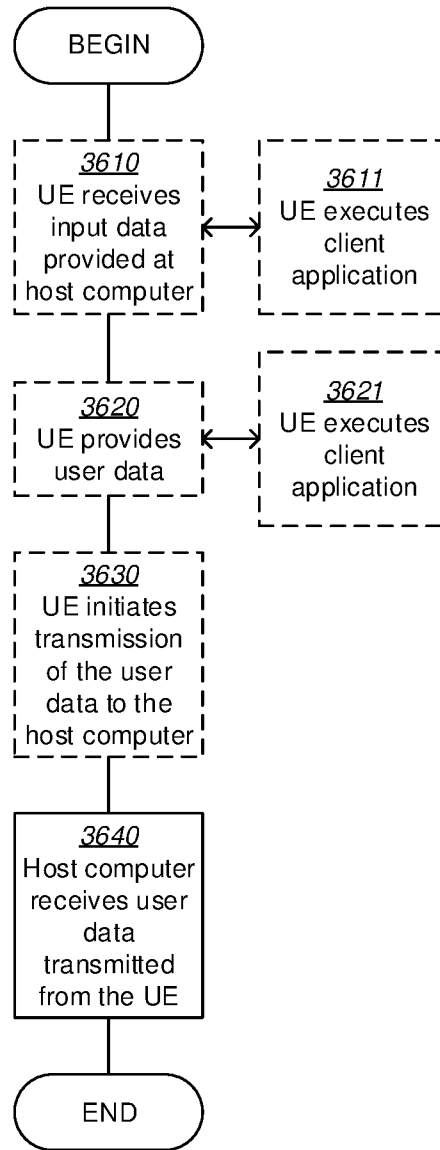 BEGIN
3610
UE receives
input data
provided at
host computer
3611
UE executes
client
application
3620
UE provides
user data
3621
UE executes
client
application
3630
UE initiates
transmission
of the user
data to the
host computer
3640
Host computer
receives user
data
transmitted
from the UE
END